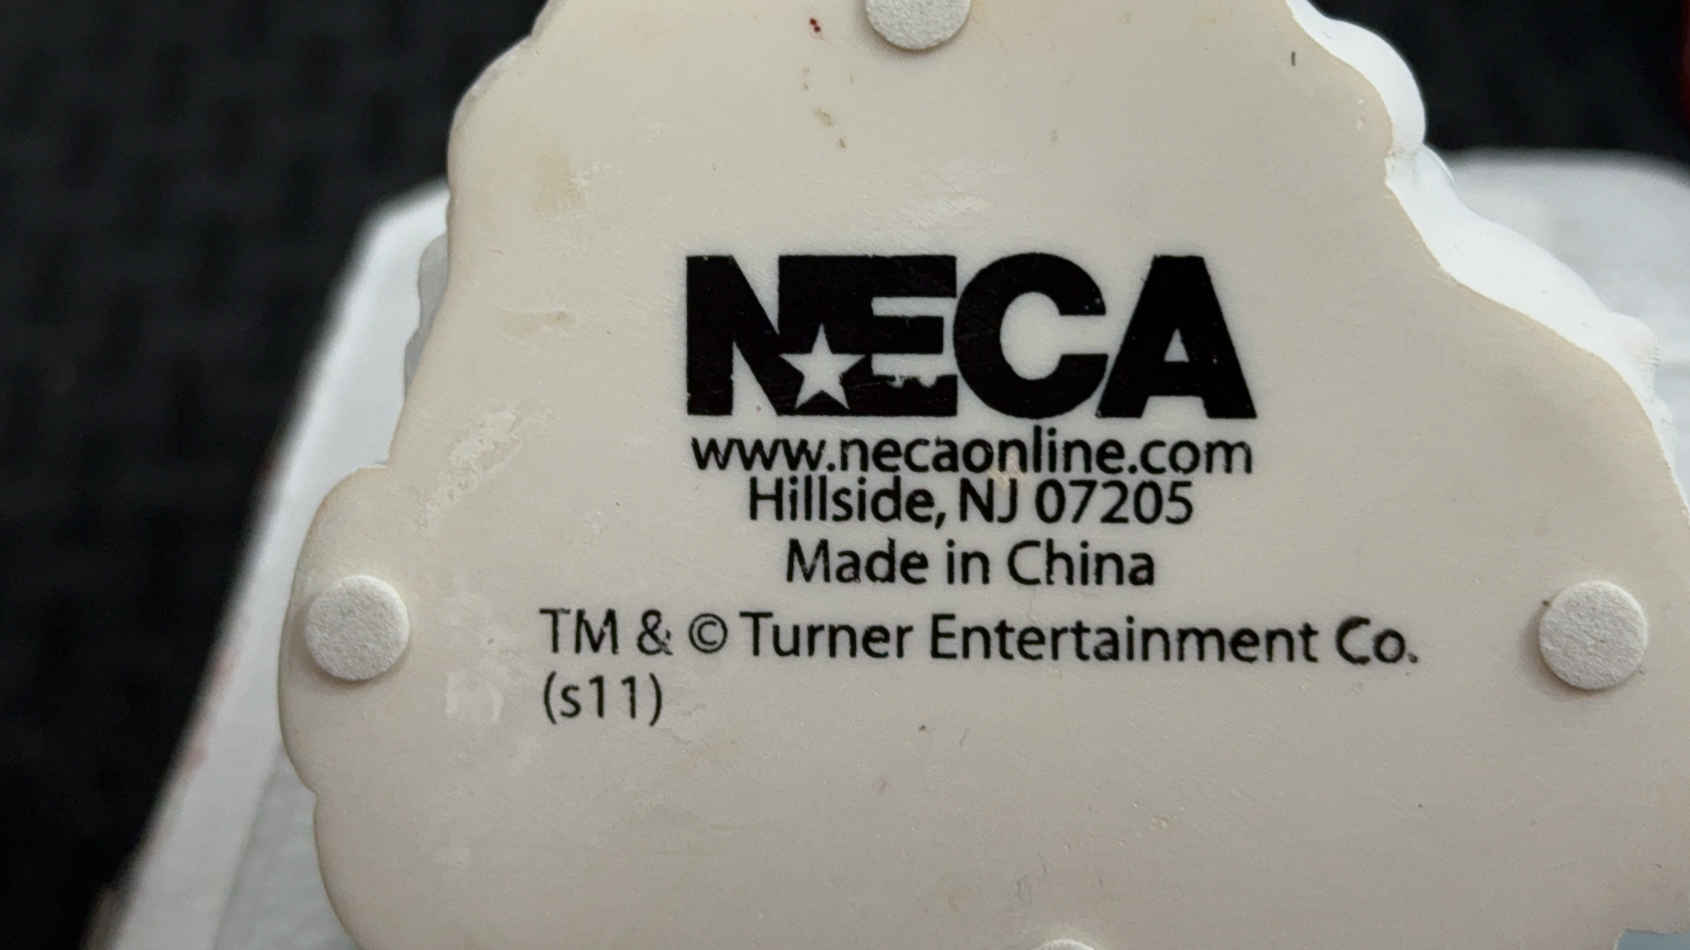 NECA
www.necaonline.com
Hillside, NJ 07205
Made in China
TM & © Turner Entertainment Co.
(s11)